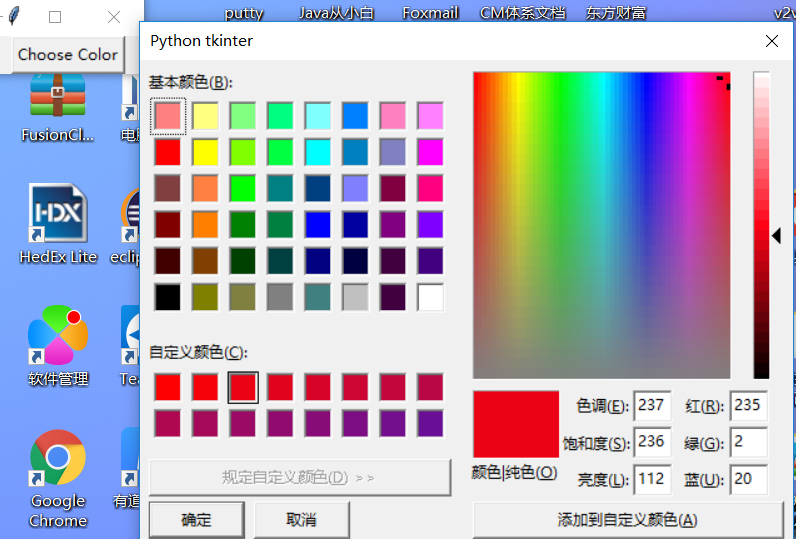 putty Java从小白 Foxmail CM体系文档 东方财富
Python tkinter
Choose Color
基本颜色(B):
FusionCl...
HedEx Lite
软件管理
Google
Chrome
自定义颜色(C):
规定自定义颜色(D) > >
确定 取消
色调(E): 237 红(R): 235
饱和度(S): 236 绿(G): 2
颜色|纯色(O)
亮度(L): 112 蓝(U): 20
添加到自定义颜色(A)